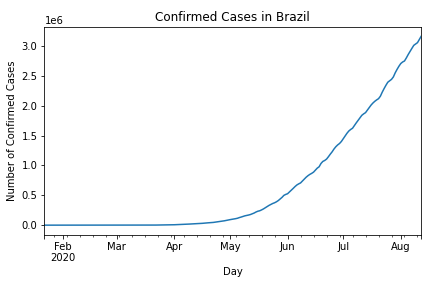 Confirmed Cases in Brazil
1e6
3.0
2.5
2.0
1.5
1.0
0.5
0.0
Number of Confirmed Cases
Feb Mar Apr May Jun Jul Aug
2020
Day